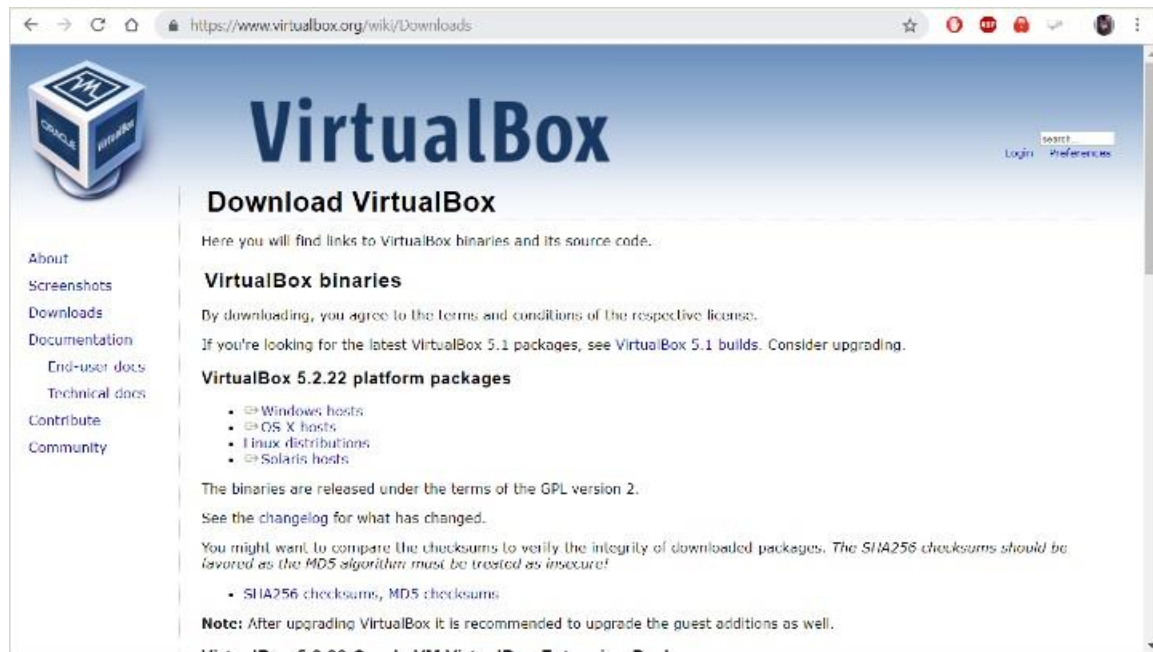 https://www.virtualbox.org/wiki/Downloads
ABP
ORACLE
VirtualBox
VirtualBox
search...
Login Preferences
Download VirtualBox
Here you will find links to VirtualBox binaries and its source code.
About
Screenshots
Downloads
Documentation
End-user docs
Technical docs
Contribute
Community
VirtualBox binaries
By downloading, you agree to the terms and conditions of the respective license.
If you're looking for the latest VirtualBox 5.1 packages, see VirtualBox 5.1 builds. Consider upgrading.
VirtualBox 5.2.22 platform packages
• Windows hosts
• OS X hosts
• Linux distributions
• Solaris hosts
The binaries are released under the terms of the GPL version 2.
See the changelog for what has changed.
You might want to compare the checksums to verify the integrity of downloaded packages. The SHA256 checksums should be
favored as the MD5 algorithm must be treated as insecure!
• SHA256 checksums, MD5 checksums
Note: After upgrading VirtualBox it is recommended to upgrade the guest additions as well.